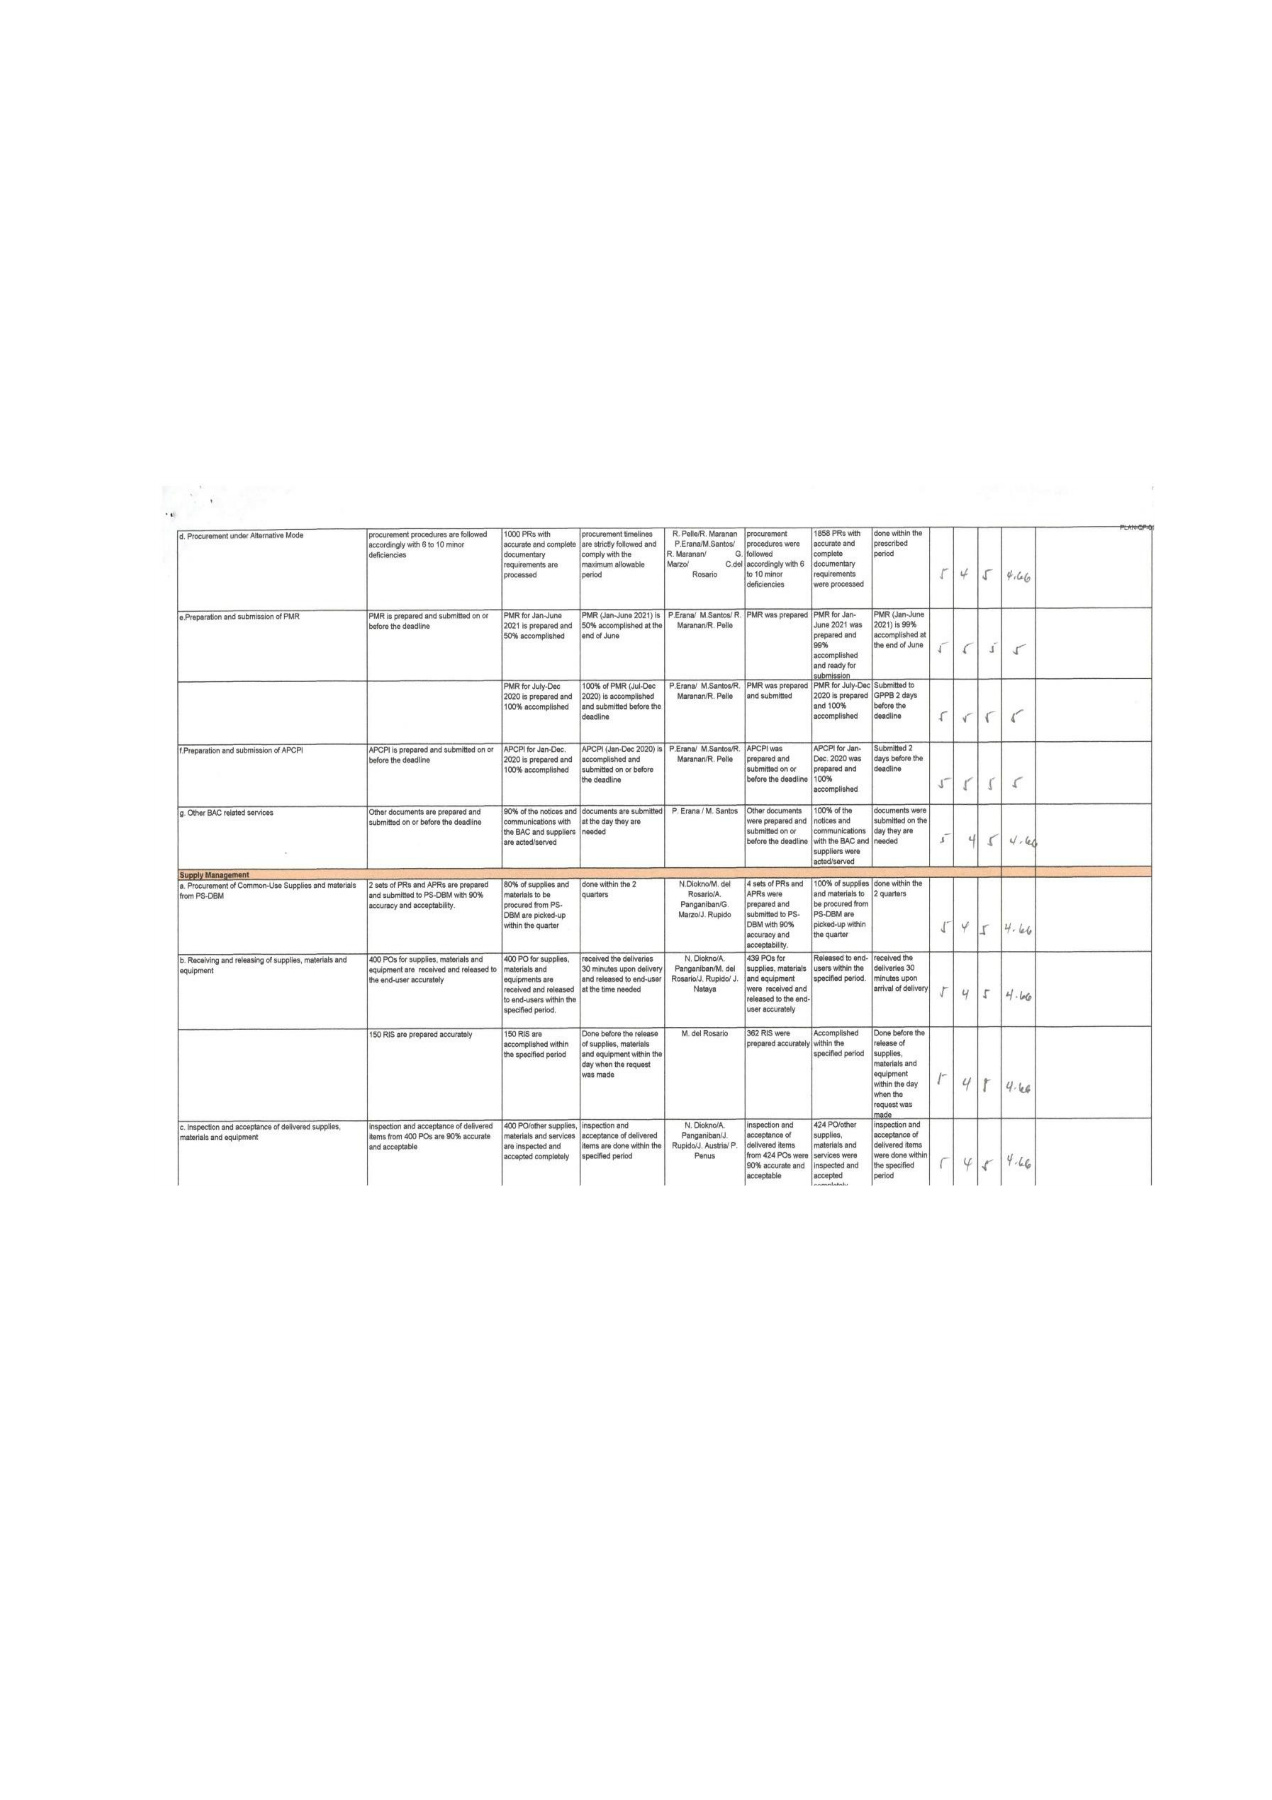 PLAN-QF-01
d. Procurement under Alternative Mode
procurement procedures are followed
accordingly with 6 to 10 minor
deficiencies
1000 PRs with
accurate and complete
documentary
requirements are
processed
procurement timelines
are strictly followed and
comply with the
maximum allowable
period
R. Pelle/R. Maranan
P.Erana/M.Santos/
R. Maranan/ G.
Marzo/ C.del
Rosario
procurement
procedures were
followed
accordingly with 6
to 10 minor
deficiencies
1858 PRs with
accurate and
complete
documentary
requirements
were processed
done within the
prescribed
period
5 4 5 4.66
e.Preparation and submission of PMR
PMR is prepared and submitted on or
before the deadline
PMR for Jan-June
2021 is prepared and
50% accomplished
PMR (Jan-June 2021) is
50% accomplished at the
end of June
P.Erana/ M.Santos/ R.
Maranan/R. Pelle
PMR was prepared
PMR for Jan-
June 2021 was
prepared and
99%
accomplished
and ready for
submission
PMR (Jan-June
2021) is 99%
accomplished at
the end of June
5 5 5 5
PMR for July-Dec
2020 is prepared and
100% accomplished
100% of PMR (Jul-Dec
2020) is accomplished
and submitted before the
deadline
P.Erana/ M.Santos/R.
Maranan/R. Pelle
PMR was prepared
and submitted
PMR for July-Dec
2020 is prepared
and 100%
accomplished
Submitted to
GPPB 2 days
before the
deadline
5 5 5 5
f.Preparation and submission of APCPI
APCPI is prepared and submitted on or
before the deadline
APCPI for Jan-Dec.
2020 is prepared and
100% accomplished
APCPI (Jan-Dec 2020) is
accomplished and
submitted on or before
the deadline
P.Erana/ M.Santos/R.
Maranan/R. Pelle
APCPI was
prepared and
submitted on or
before the deadline
APCPI for Jan-
Dec. 2020 was
prepared and
100%
accomplished
Submitted 2
days before the
deadline
5 5 5 5
g. Other BAC related services
Other documents are prepared and
submitted on or before the deadline
90% of the notices and
communications with
the BAC and suppliers
are acted/served
documents are submitted
at the day they are
needed
P. Erana / M. Santos
Other documents
were prepared and
submitted on or
before the deadline
100% of the
notices and
communications
with the BAC and
suppliers were
acted/served
documents were
submitted on the
day they are
needed
5 4 5 4.66
Supply Management
a. Procurement of Common-Use Supplies and materials
from PS-DBM
2 sets of PRs and APRs are prepared
and submitted to PS-DBM with 90%
accuracy and acceptability.
80% of supplies and
materials to be
procured from PS-
DBM are picked-up
within the quarter
done within the 2
quarters
N.Diokno/M. del
Rosario/A.
Panganiban/G.
Marzo/J. Rupido
4 sets of PRs and
APRs were
prepared and
submitted to PS-
DBM with 90%
accuracy and
acceptability.
100% of supplies
and materials to
be procured from
PS-DBM are
picked-up within
the quarter
done within the
2 quarters
5 4 5 4.66
b. Receiving and releasing of supplies, materials and
equipment
400 POs for supplies, materials and
equipment are received and released to
the end-user accurately
400 PO for supplies,
materials and
equipments are
received and released
to end-users within the
specified period.
received the deliveries
30 minutes upon delivery
and released to end-user
at the time needed
N. Diokno/A.
Panganiban/M. del
Rosario/J. Rupido/ J.
Nataya
439 POs for
supplies, materials
and equipment
were received and
released to the end-
user accurately
Released to end-
users within the
specified period.
received the
deliveries 30
minutes upon
arrival of delivery
5 4 5 4.66
150 RIS are prepared accurately
150 RIS are
accomplished within
the specified period
Done before the release
of supplies, materials
and equipment within the
day when the request
was made
M. del Rosario
362 RIS were
prepared accurately
Accomplished
within the
specified period
Done before the
release of
supplies,
materials and
equipment
within the day
when the
request was
made
5 4 5 4.66
c. Inspection and acceptance of delivered supplies,
materials and equipment
inspection and acceptance of delivered
items from 400 POs are 90% accurate
and acceptable
400 PO/other supplies,
materials and services
are inspected and
accepted completely
inspection and
acceptance of delivered
items are done within the
specified period
N. Diokno/A.
Panganiban/J.
Rupido/J. Austria/ P.
Penus
inspection and
acceptance of
delivered items
from 424 POs were
90% accurate and
acceptable
424 PO/other
supplies,
materials and
services were
inspected and
accepted
inspection and
acceptance of
delivered items
were done within
the specified
period
5 4 5 4.66